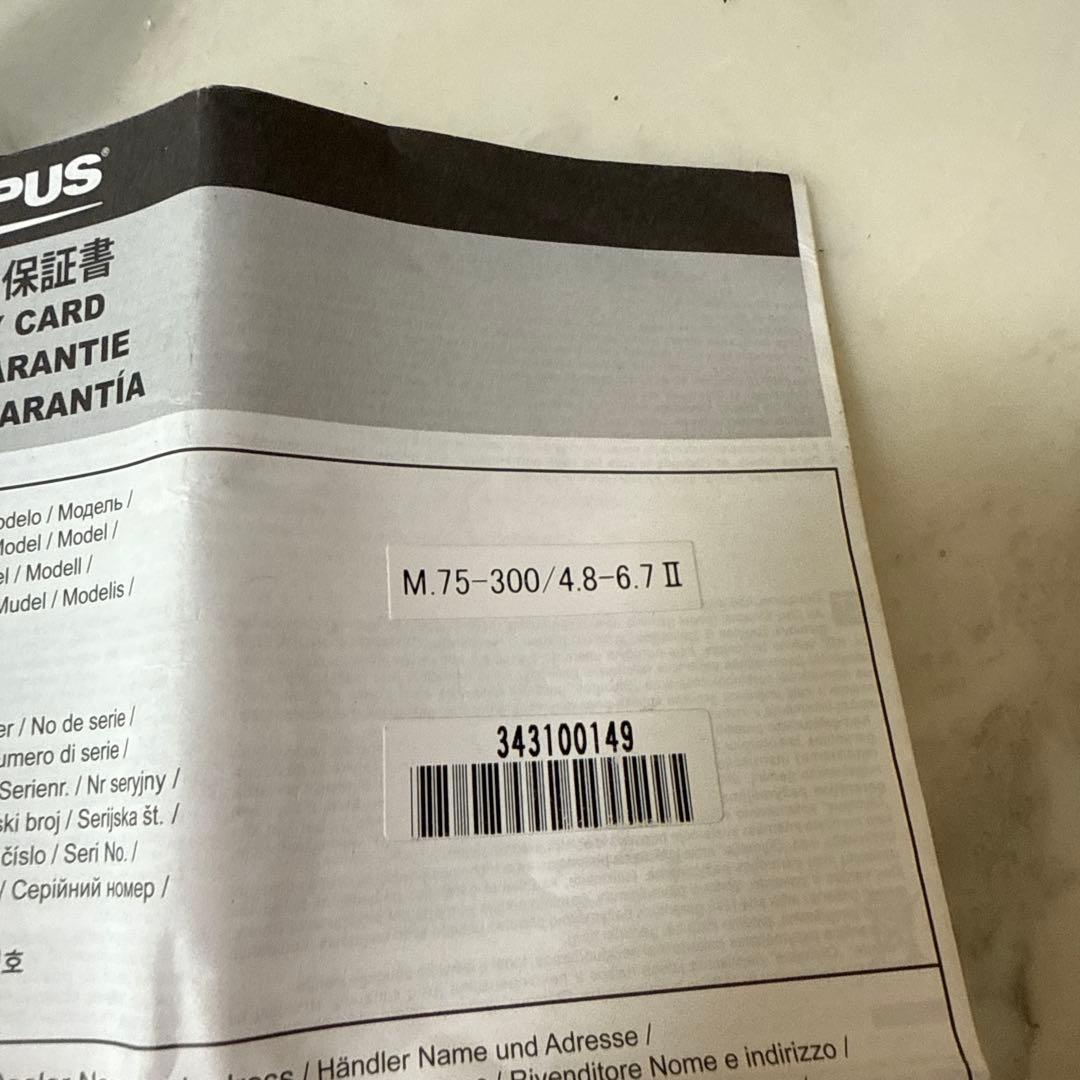 PUS®
保証書
Y CARD
ARANTIE
ARANTÍA
odelo / Модель /
Model / Model /
el / Modell /
Mudel / Modelis /
M.75-300/4.8-6.7 Ⅱ
er / No de serie /
umero di serie /
Serienr. / Nr seryjny /
ski broj / Serijska št. /
číslo / Seri No. /
/ Серійний номер /
343100149
호
/ Händler Name und Adresse /
/ Rivenditore Nome e indirizzo /